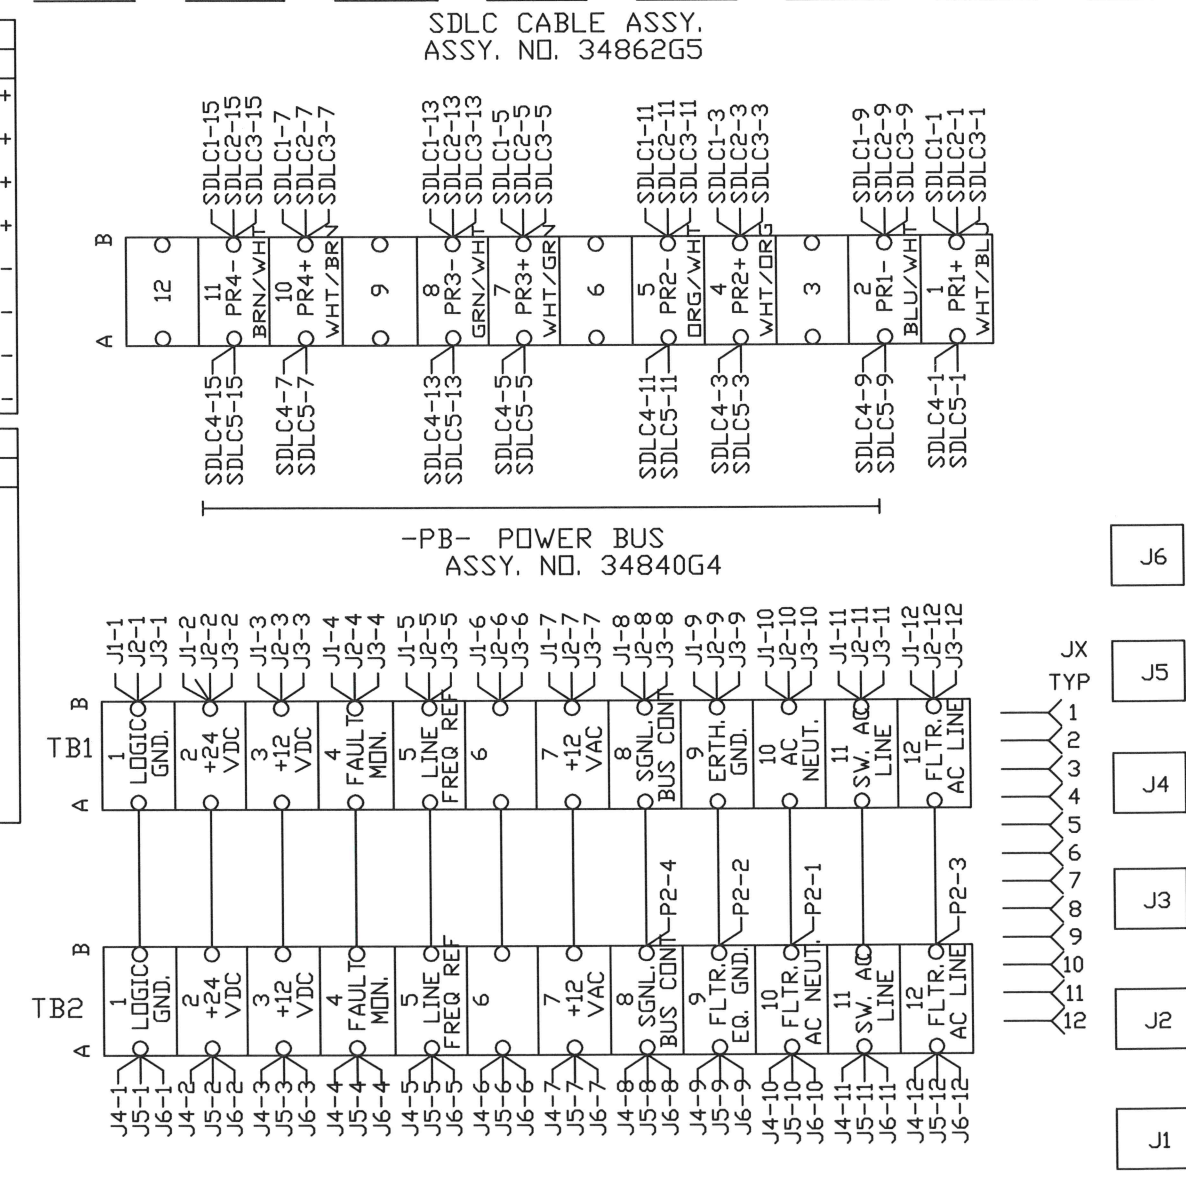 SDLC CABLE ASSY.
ASSY. NO. 34862G5
SDLC1-15
SDLC2-15
SDLC3-15
SDLC1-7
SDLC2-7
SDLC3-7
SDLC1-13
SDLC2-13
SDLC3-13
SDLC1-5
SDLC2-5
SDLC3-5
SDLC1-11
SDLC2-11
SDLC3-11
SDLC1-3
SDLC2-3
SDLC3-3
SDLC1-9
SDLC2-9
SDLC3-9
SDLC1-1
SDLC2-1
SDLC3-1
B
A
12
11
PR4-
BRN/WHT
10
PR4+
WHT/BRN
9
8
PR3-
GRN/WHT
7
PR3+
WHT/GRN
6
5
PR2-
ORG/WHT
4
PR2+
WHT/ORG
3
2
PR1-
BLU/WHT
1
PR1+
WHT/BLU
SDLC4-15
SDLC5-15
SDLC4-7
SDLC5-7
SDLC4-13
SDLC5-13
SDLC4-5
SDLC5-5
SDLC4-11
SDLC5-11
SDLC4-3
SDLC5-3
SDLC4-9
SDLC5-9
SDLC4-1
SDLC5-1
-PB- POWER BUS
ASSY. NO. 34840G4
J1-1
J2-1
J3-1
J1-2
J2-2
J3-2
J1-3
J2-3
J3-3
J1-4
J2-4
J3-4
J1-5
J2-5
J3-5
J1-6
J2-6
J3-6
J1-7
J2-7
J3-7
J1-8
J2-8
J3-8
J1-9
J2-9
J3-9
J1-10
J2-10
J3-10
J1-11
J2-11
J3-11
J1-12
J2-12
J3-12
TB1
B
A
1
LOGIC
GND.
2
+24
VDC
3
+12
VDC
4
FAULT
MON.
5
LINE
FREQ REF
6
7
+12
VAC
8
SGNL.
BUS CONT
9
ERTH.
GND.
10
AC
NEUT.
11
SW. AC
LINE
12
FLTR.
AC LINE
P2-4
P2-2
P2-1
P2-3
TB2
B
A
1
LOGIC
GND.
2
+24
VDC
3
+12
VDC
4
FAULT
MON.
5
LINE
FREQ REF
6
7
+12
VAC
8
SGNL.
BUS CONT
9
FLTR.
EQ. GND.
10
FLTR.
AC NEUT.
11
SW. AC
LINE
12
FLTR.
AC LINE
J4-1
J5-1
J6-1
J4-2
J5-2
J6-2
J4-3
J5-3
J6-3
J4-4
J5-4
J6-4
J4-5
J5-5
J6-5
J4-6
J5-6
J6-6
J4-7
J5-7
J6-7
J4-8
J5-8
J6-8
J4-9
J5-9
J6-9
J4-10
J5-10
J6-10
J4-11
J5-11
J6-11
J4-12
J5-12
J6-12
JX
TYP
1
2
3
4
5
6
7
8
9
10
11
12
J6
J5
J4
J3
J2
J1
+
+
+
+
-
-
-
-